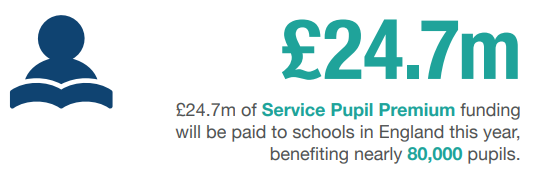 £24.7m
£24.7m of Service Pupil Premium funding
will be paid to schools in England this year,
benefiting nearly 80,000 pupils.